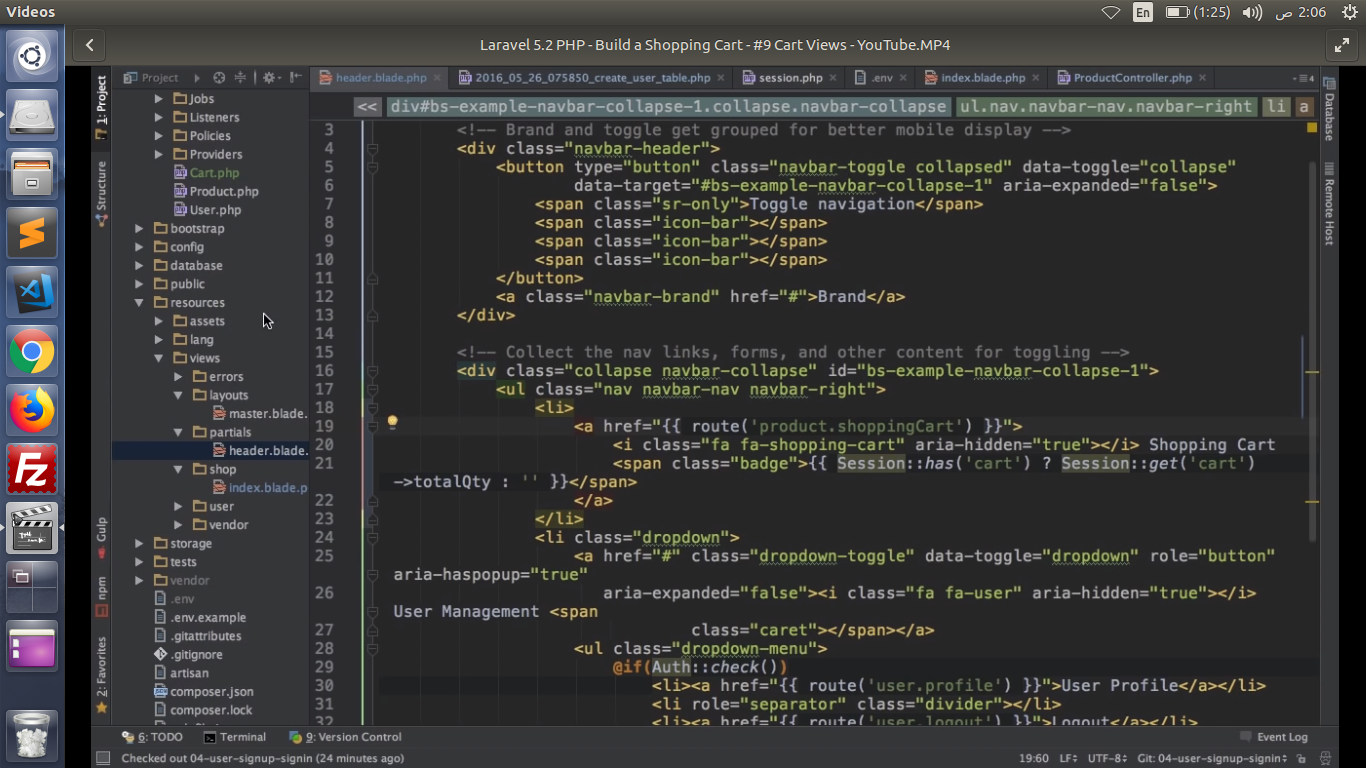 Videos
En
(1:25)
2:06 ص
Laravel 5.2 PHP - Build a Shopping Cart - #9 Cart Views - YouTube.MP4
1: Project
Structure
Gulp
npm
2: Favorites
Project
Jobs
Listeners
Policies
Providers
Cart.php
Product.php
User.php
bootstrap
config
database
public
resources
assets
lang
views
errors
layouts
master.blade.
partials
header.blade.
shop
index.blade.p
user
vendor
storage
tests
vendor
.env
.env.example
.gitattributes
.gitignore
artisan
composer.json
composer.lock
header.blade.php
2016_05_26_075850_create_user_table.php
session.php
.env
index.blade.php
ProductController.php
<< div#bs-example-navbar-collapse-1.collapse.navbar-collapse ul.nav.navbar-nav.navbar-right li a
3 <!-- Brand and toggle get grouped for better mobile display -->
4 <div class="navbar-header">
5 <button type="button" class="navbar-toggle collapsed" data-toggle="collapse"
6 data-target="#bs-example-navbar-collapse-1" aria-expanded="false">
7 <span class="sr-only">Toggle navigation</span>
8 <span class="icon-bar"></span>
9 <span class="icon-bar"></span>
10 <span class="icon-bar"></span>
11 </button>
12 <a class="navbar-brand" href="#">Brand</a>
13 </div>
14
15 <!-- Collect the nav links, forms, and other content for toggling -->
16 <div class="collapse navbar-collapse" id="bs-example-navbar-collapse-1">
17 <ul class="nav navbar-nav navbar-right">
18 <li>
19 <a href="{{ route('product.shoppingCart') }}">
20 <i class="fa fa-shopping-cart" aria-hidden="true"></i> Shopping Cart
21 <span class="badge">{{ Session::has('cart') ? Session::get('cart')
->totalQty : '' }}</span>
22 </a>
23 </li>
24 <li class="dropdown">
25 <a href="#" class="dropdown-toggle" data-toggle="dropdown" role="button"
aria-haspopup="true"
26 aria-expanded="false"><i class="fa fa-user" aria-hidden="true"></i>
User Management <span
27 class="caret"></span></a>
28 <ul class="dropdown-menu">
29 @if(Auth::check())
30 <li><a href="{{ route('user.profile') }}">User Profile</a></li>
31 <li role="separator" class="divider"></li>
32 <li><a href="{{ route('user.logout') }}">Logout</a></li>
Database
Remote Host
6: TODO
Terminal
9: Version Control
Event Log
Checked out 04-user-signup-signin (24 minutes ago)
19:60 LF÷ UTF-8÷ Git: 04-user-signup-signin÷